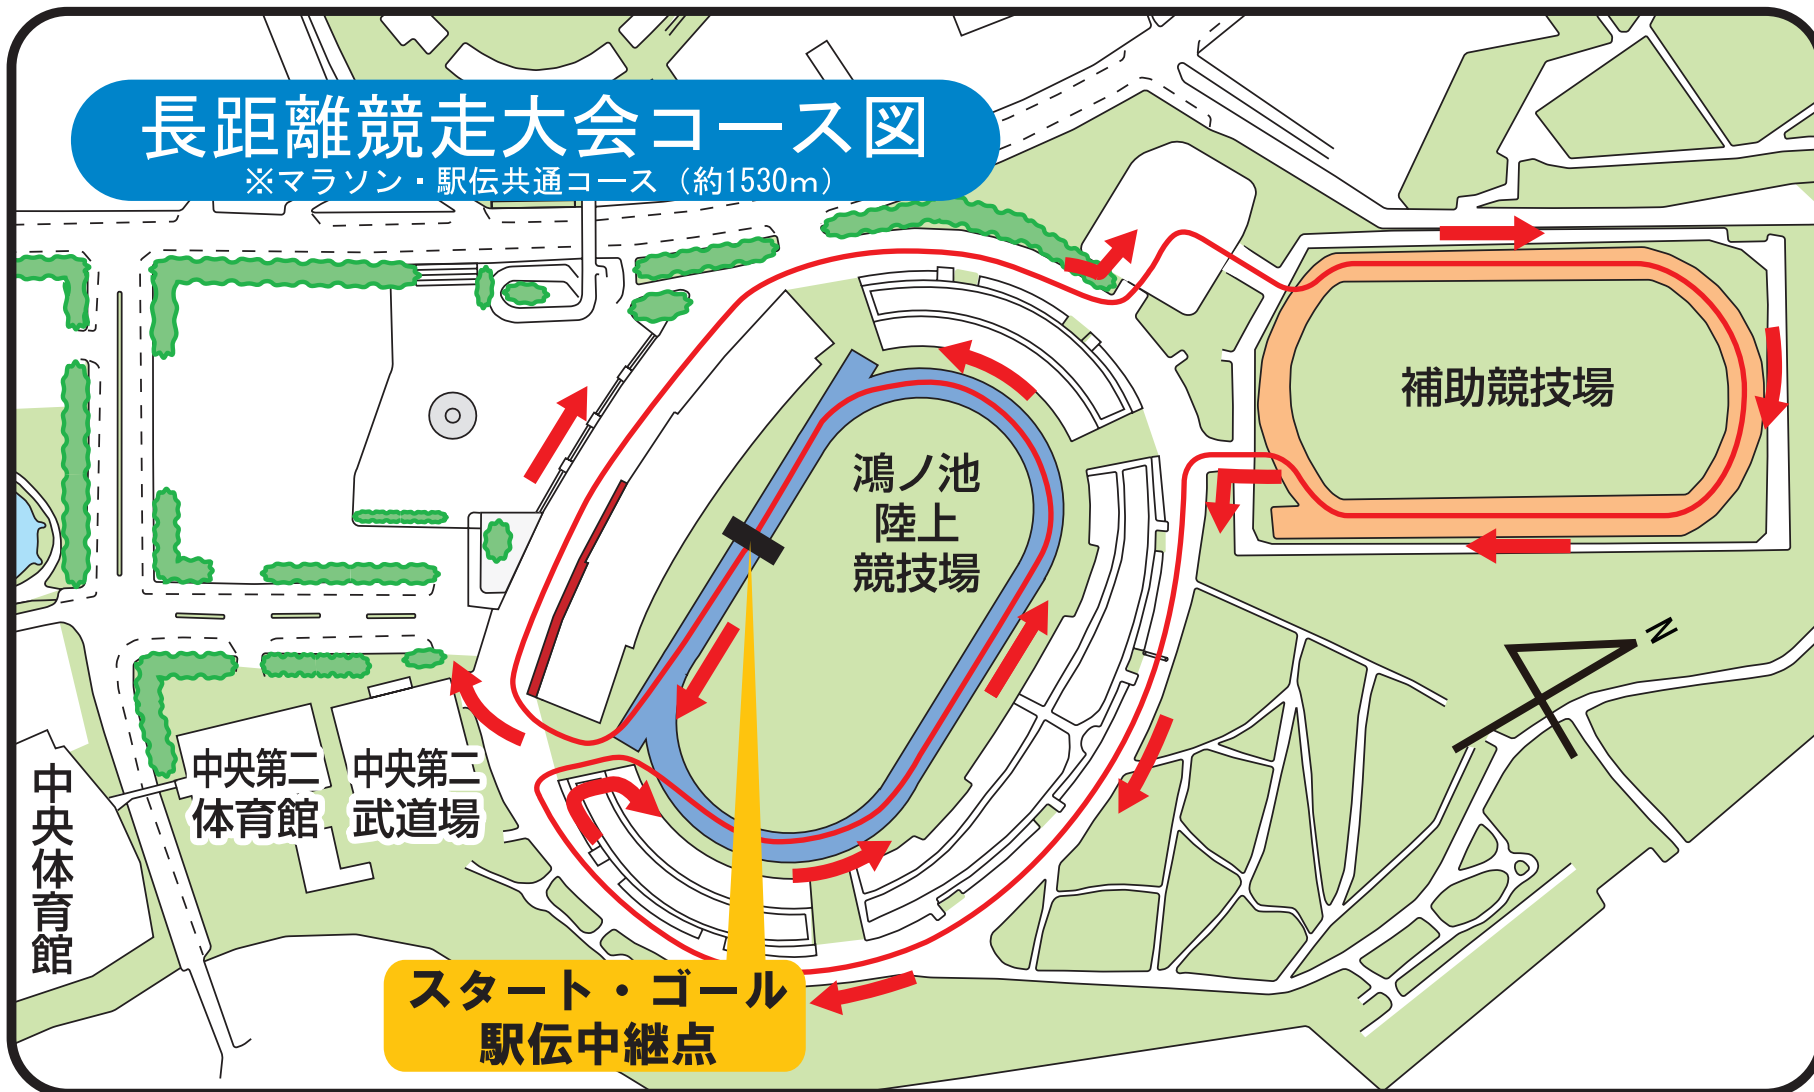 長距離競走大会コース図
※マラソン・駅伝共通コース（約1530m）
補助競技場
鴻ノ池
陸上
競技場
N
中央第二
体育館
中央第二
武道場
中央体育館
スタート・ゴール
駅伝中継点